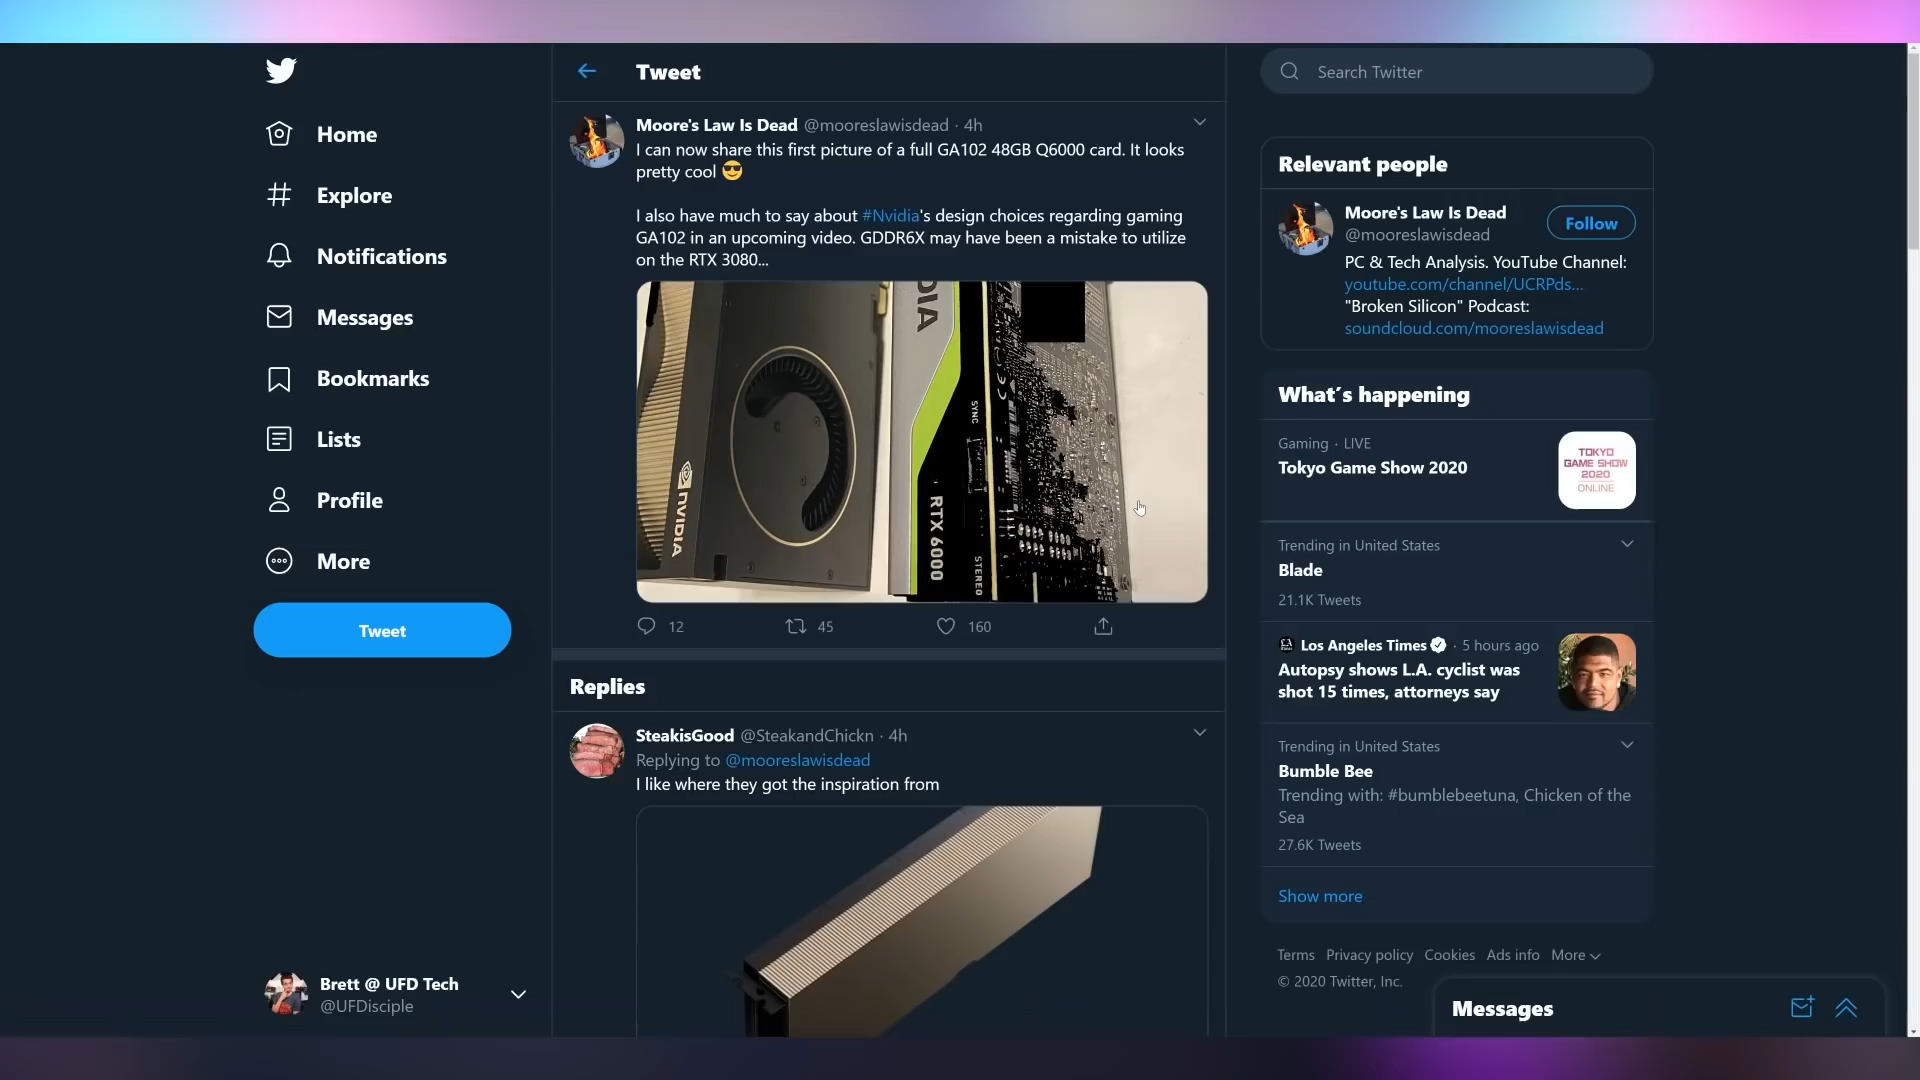 Home
Explore
Notifications
Messages
Bookmarks
Lists
Profile
More
Tweet
Brett @ UFD Tech
@UFDisciple
Tweet
Moore's Law Is Dead @mooreslawisdead · 4h
I can now share this first picture of a full GA102 48GB Q6000 card. It looks
pretty cool 😎
I also have much to say about #Nvidia's design choices regarding gaming
GA102 in an upcoming video. GDDR6X may have been a mistake to utilize
on the RTX 3080...
NVIDIA
DIA
RTX 6000
SYNC
STEREO
12
45
160
Replies
SteakisGood @SteakandChickn · 4h
Replying to @mooreslawisdead
I like where they got the inspiration from
Search Twitter
Relevant people
Moore's Law Is Dead
@mooreslawisdead
Follow
PC & Tech Analysis. YouTube Channel:
youtube.com/channel/UCRPds...
"Broken Silicon" Podcast:
soundcloud.com/mooreslawisdead
What's happening
Gaming · LIVE
Tokyo Game Show 2020
TOKYO
GAME SHOW
2020
ONLINE
Trending in United States
Blade
21.1K Tweets
Los Angeles Times · 5 hours ago
Autopsy shows L.A. cyclist was
shot 15 times, attorneys say
Trending in United States
Bumble Bee
Trending with: #bumblebeetuna, Chicken of the
Sea
27.6K Tweets
Show more
Terms Privacy policy Cookies Ads info More
© 2020 Twitter, Inc.
Messages